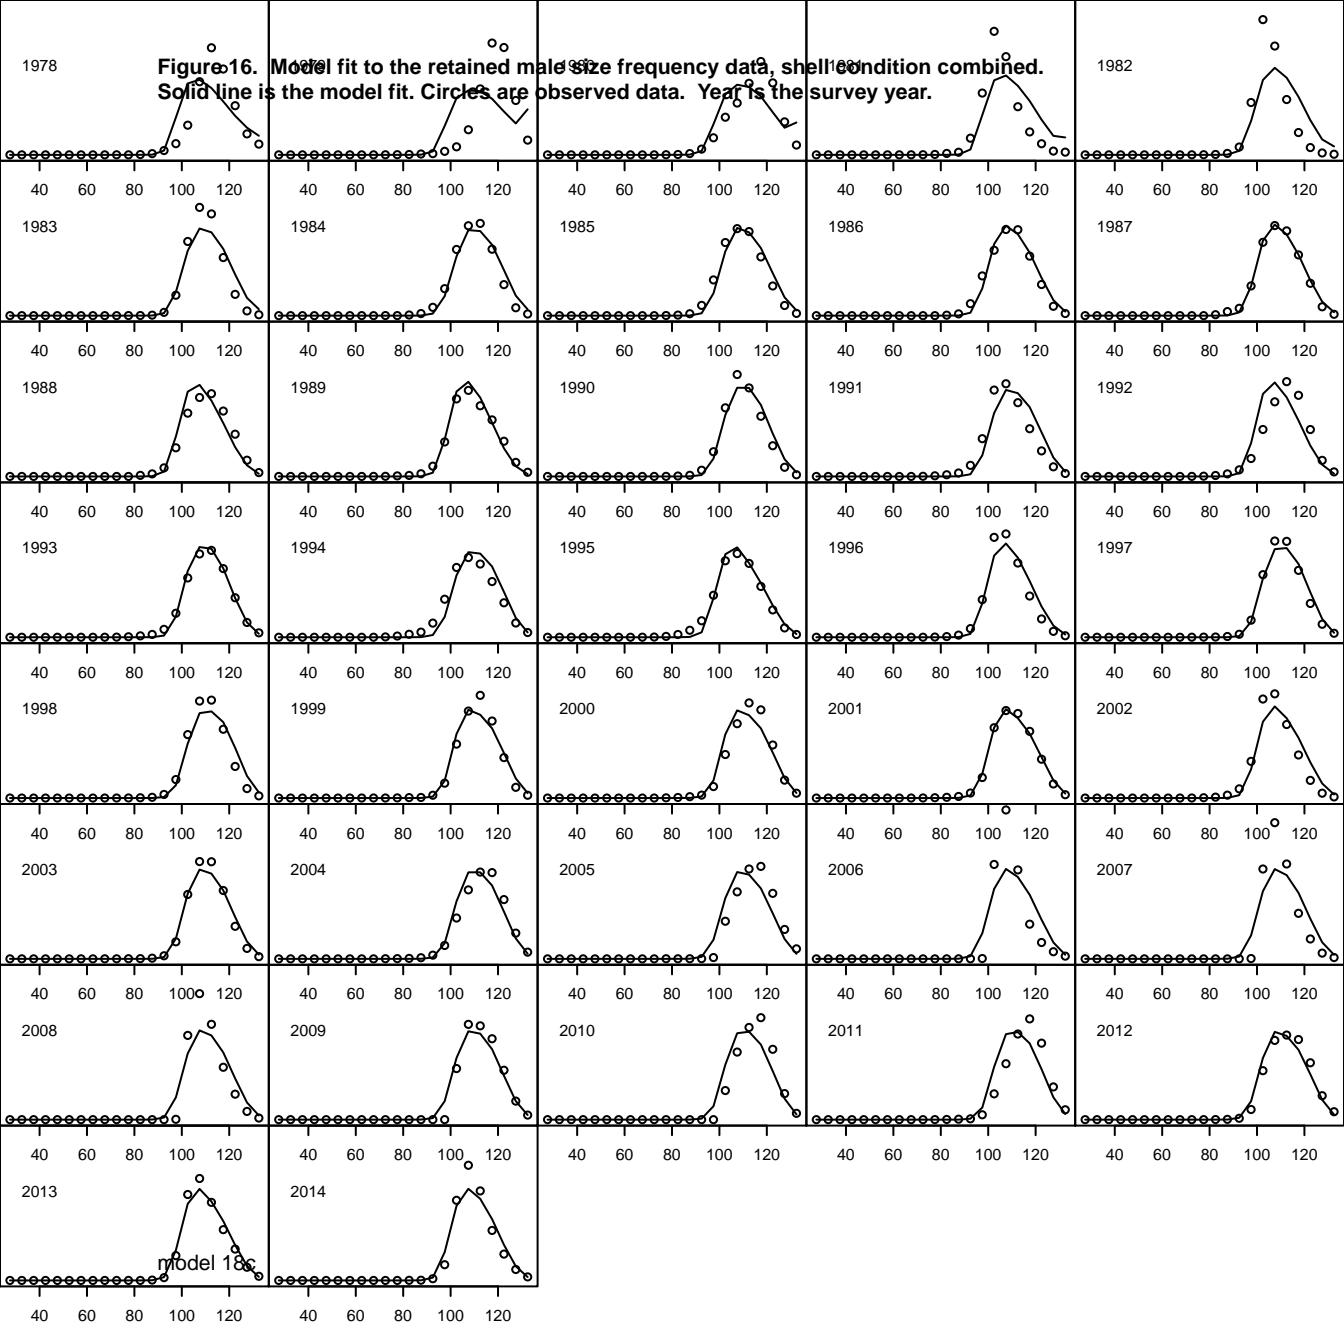 1978 1979 1980 1981 1982
Figure 16. Model fit to the retained male size frequency data, shell condition combined.
Solid line is the model fit. Circles are observed data. Year is the survey year.
40 60 80 100 120 40 60 80 100 120 40 60 80 100 120 40 60 80 100 120 40 60 80 100 120
1983 1984 1985 1986 1987
40 60 80 100 120 40 60 80 100 120 40 60 80 100 120 40 60 80 100 120 40 60 80 100 120
1988 1989 1990 1991 1992
40 60 80 100 120 40 60 80 100 120 40 60 80 100 120 40 60 80 100 120 40 60 80 100 120
1993 1994 1995 1996 1997
40 60 80 100 120 40 60 80 100 120 40 60 80 100 120 40 60 80 100 120 40 60 80 100 120
1998 1999 2000 2001 2002
40 60 80 100 120 40 60 80 100 120 40 60 80 100 120 40 60 80 100 120 40 60 80 100 120
2003 2004 2005 2006 2007
40 60 80 100 120 40 60 80 100 120 40 60 80 100 120 40 60 80 100 120 40 60 80 100 120
2008 2009 2010 2011 2012
40 60 80 100 120 40 60 80 100 120 40 60 80 100 120 40 60 80 100 120 40 60 80 100 120
2013 2014
model 18c
40 60 80 100 120 40 60 80 100 120